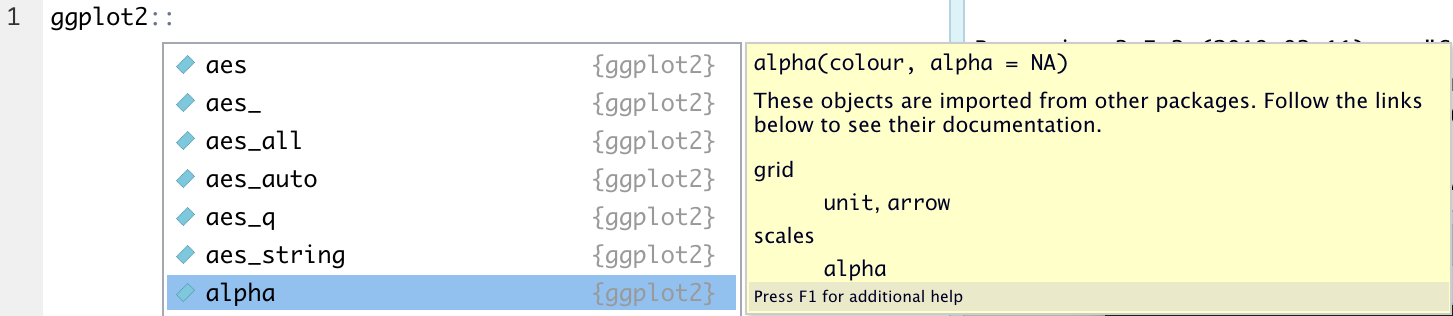 1 ggplot2::
aes {ggplot2}
aes_ {ggplot2}
aes_all {ggplot2}
aes_auto {ggplot2}
aes_q {ggplot2}
aes_string {ggplot2}
alpha {ggplot2}
alpha(colour, alpha = NA)
These objects are imported from other packages. Follow the links
below to see their documentation.
grid
unit, arrow
scales
alpha
Press F1 for additional help